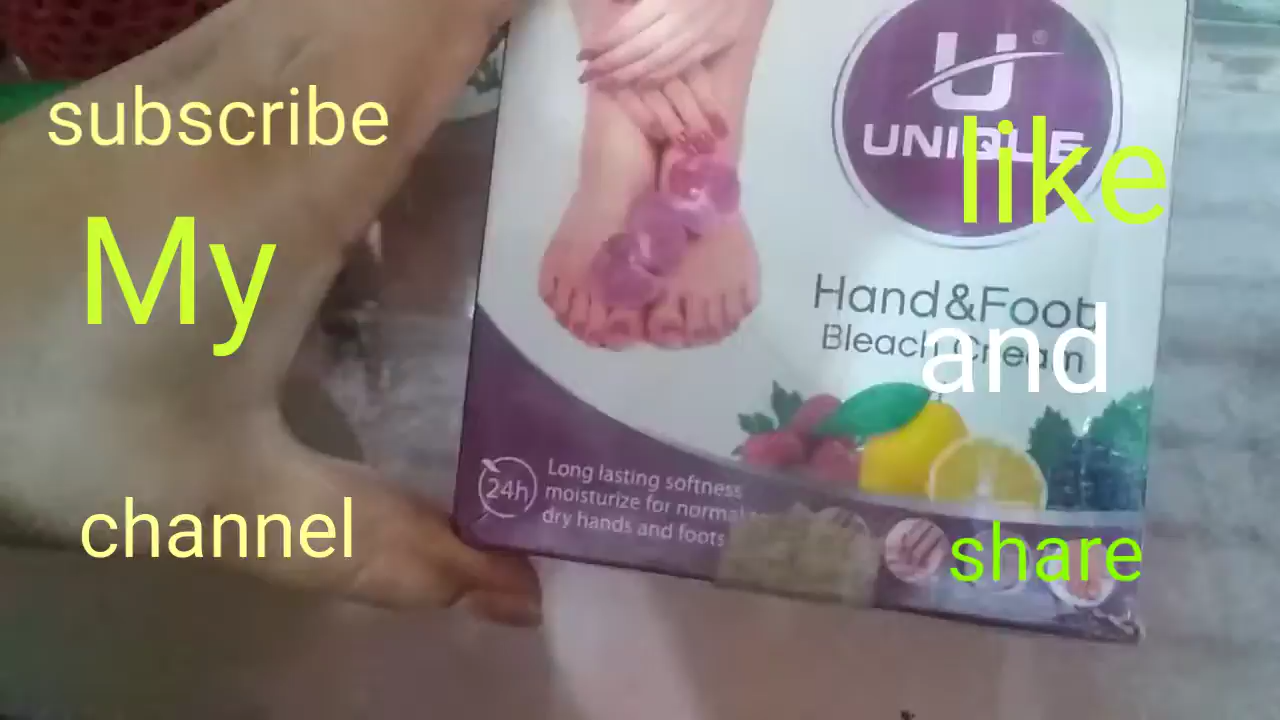 subscribe
My
channel
like
and
share
U®
UNIQUE
Hand&Foot
Bleach Cream
24h
Long lasting softness
moisturize for normal
dry hands and foots